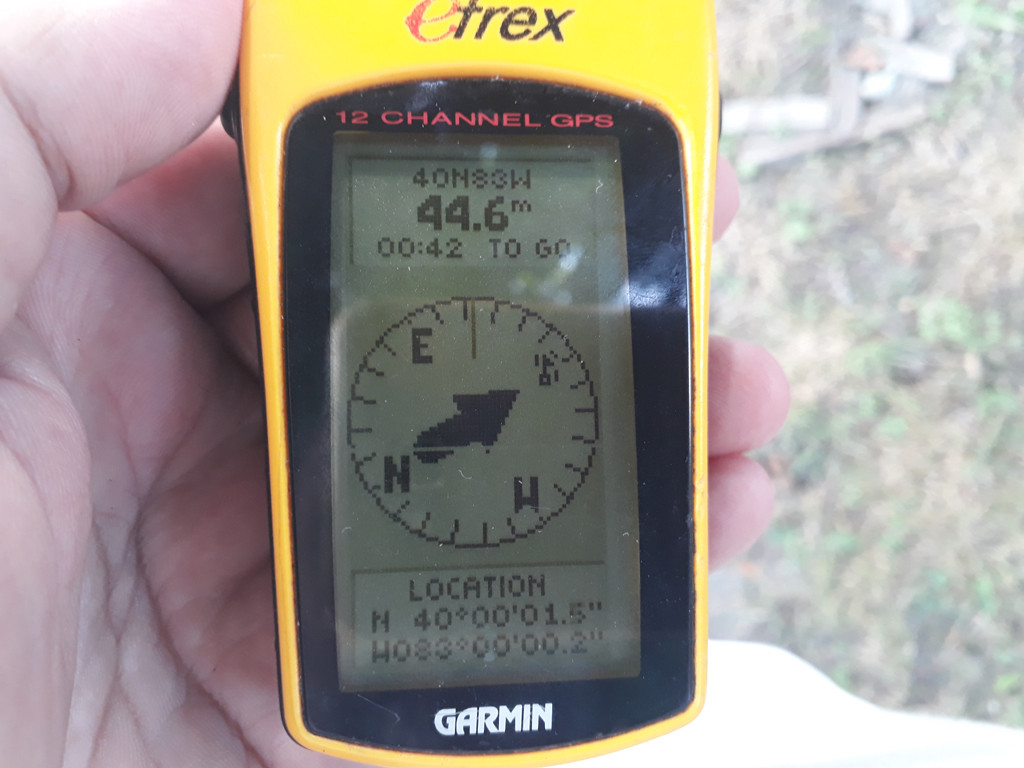 etrex
12 CHANNEL GPS
40N83W
44.6m
00:42 TO GO
E
N
W
LOCATION
N 40°00'01.5"
W083°00'00.2"
GARMIN